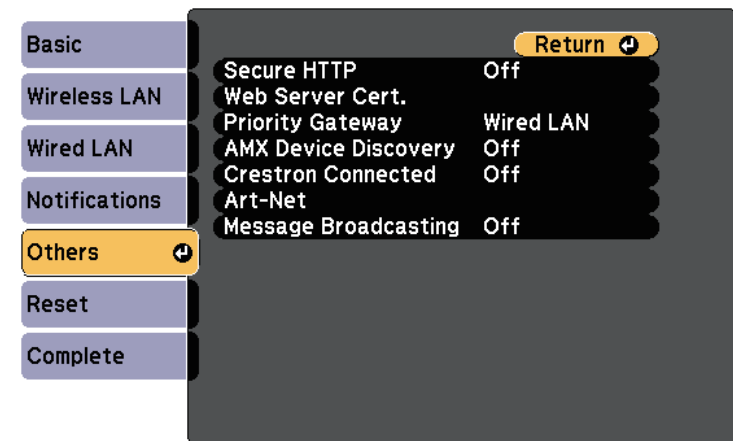 Basic
Wireless LAN
Wired LAN
Notifications
Others
Reset
Complete
Return
Secure HTTP Off
Web Server Cert.
Priority Gateway Wired LAN
AMX Device Discovery Off
Crestron Connected Off
Art-Net
Message Broadcasting Off